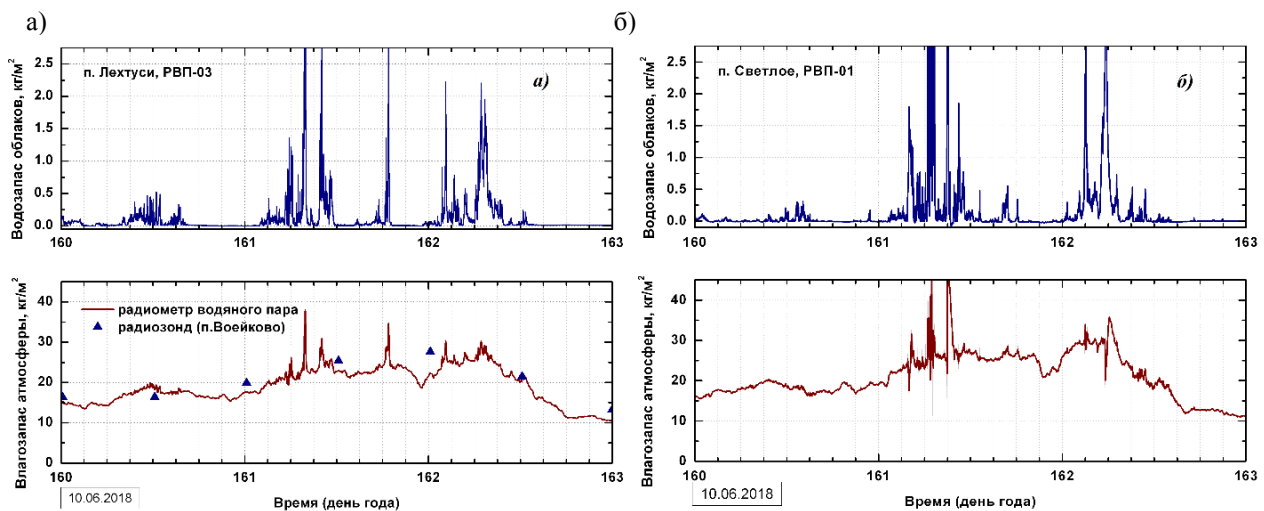 а)
б)
Водозапас облаков, кг/м²
2.5
2.0
1.5
1.0
0.5
0.0
п. Лехтуси, РВП-03
а)
160
161
162
163
Водозапас облаков, кг/м²
2.5
2.0
1.5
1.0
0.5
0.0
п. Светлое, РВП-01
б)
160
161
162
163
Влагозапас атмосферы, кг/м²
40
30
20
10
0
радиометр водяного пара
радиозонд (п.Воейково)
160
161
162
163
10.06.2018
Время (день года)
Влагозапас атмосферы, кг/м²
40
30
20
10
0
160
161
162
163
10.06.2018
Время (день года)